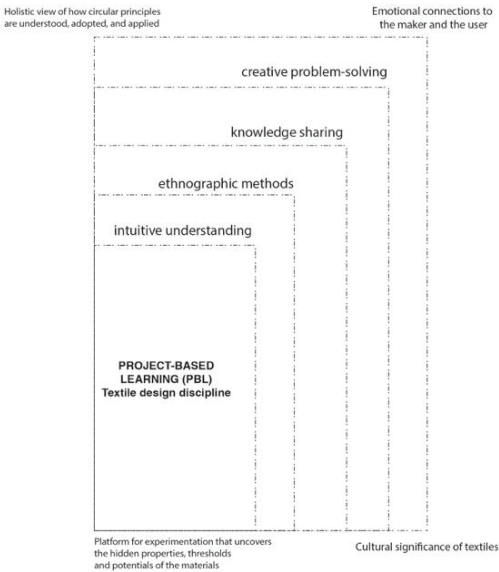 Holistic view of how circular principles
are understood, adopted, and applied
Emotional connections to
the maker and the user
creative problem-solving
knowledge sharing
ethnographic methods
intuitive understanding
PROJECT-BASED
LEARNING (PBL)
Textile design discipline
Platform for experimentation that uncovers
the hidden properties, thresholds
and potentials of the materials
Cultural significance of textiles